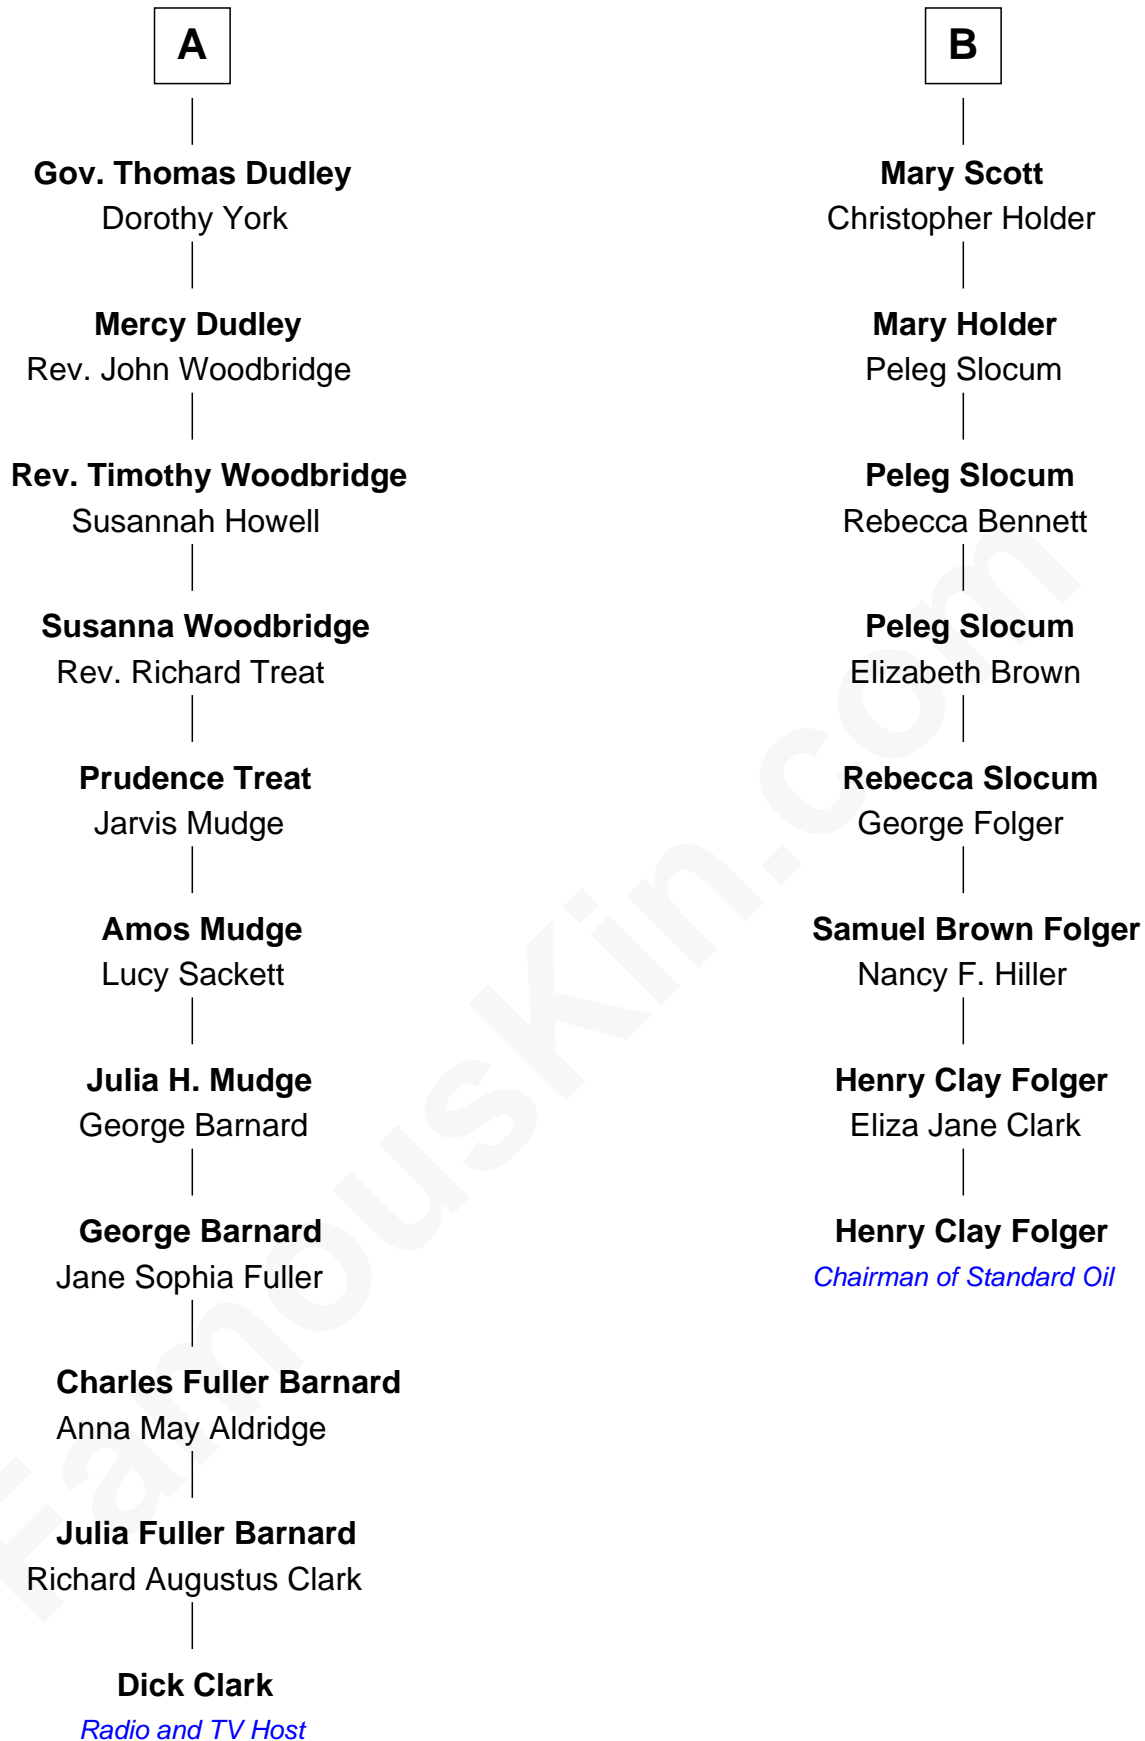 A
Gov. Thomas Dudley
Dorothy York
Mercy Dudley
Rev. John Woodbridge
Rev. Timothy Woodbridge
Susannah Howell
Susanna Woodbridge
Rev. Richard Treat
Prudence Treat
Jarvis Mudge
Amos Mudge
Lucy Sackett
Julia H. Mudge
George Barnard
George Barnard
Jane Sophia Fuller
Charles Fuller Barnard
Anna May Aldridge
Julia Fuller Barnard
Richard Augustus Clark
Dick Clark
Radio and TV Host
B
Mary Scott
Christopher Holder
Mary Holder
Peleg Slocum
Peleg Slocum
Rebecca Bennett
Peleg Slocum
Elizabeth Brown
Rebecca Slocum
George Folger
Samuel Brown Folger
Nancy F. Hiller
Henry Clay Folger
Eliza Jane Clark
Henry Clay Folger
Chairman of Standard Oil
FamousKin.com